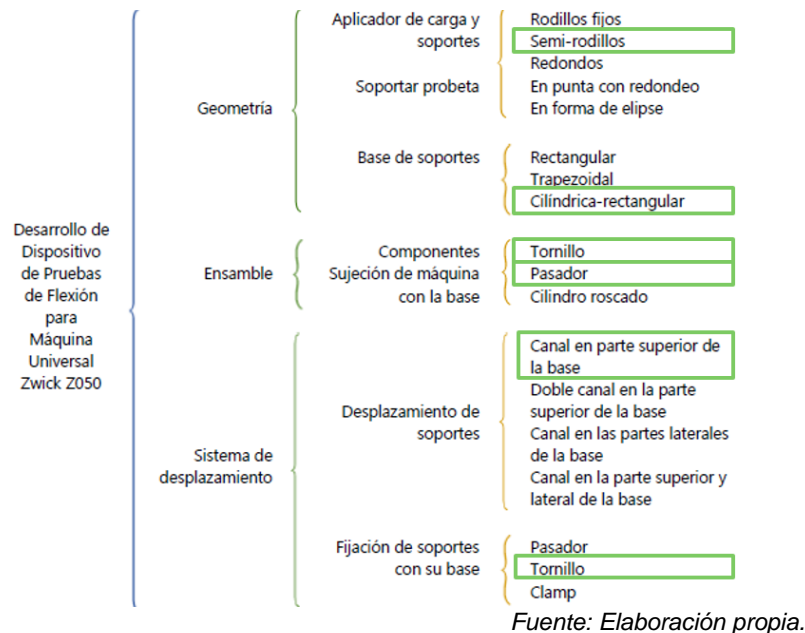 Desarrollo de
Dispositivo
de Pruebas
de Flexión
para
Máquina
Universal
Zwick Z050
Geometría
Aplicador de carga y
soportes
Soportar probeta
Rodillos fijos
Semi-rodillos
Redondos
En punta con redondeo
En forma de elipse
Base de soportes
Rectangular
Trapezoidal
Cilíndrica-rectangular
Ensamble
Componentes
Sujeción de máquina
con la base
Tornillo
Pasador
Cilindro roscado
Sistema de
desplazamiento
Desplazamiento de
soportes
Canal en parte superior de
la base
Doble canal en la parte
superior de la base
Canal en las partes laterales
de la base
Canal en la parte superior y
lateral de la base
Fijación de soportes
con su base
Pasador
Tornillo
Clamp
Fuente: Elaboración propia.